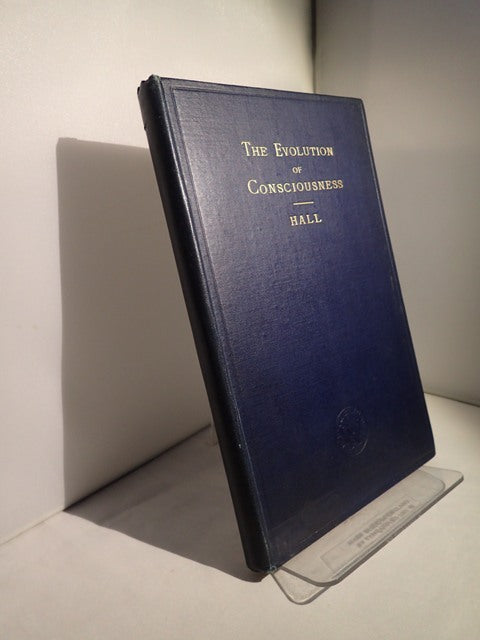 THE EVOLUTION
OF
CONSCIOUSNESS
HALL